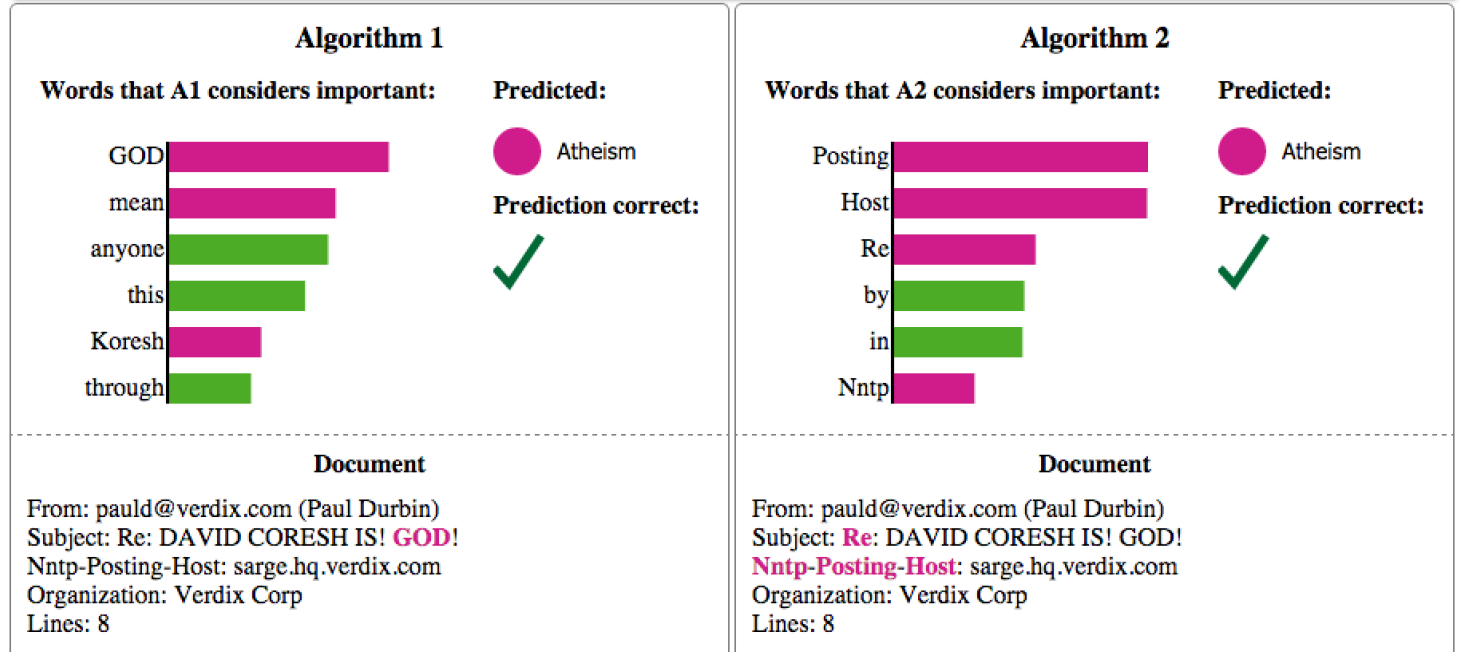 Algorithm 1
Words that A1 considers important:
Predicted:
GOD
mean
anyone
this
Koresh
through
Atheism
Prediction correct:
Document
From: pauld@verdix.com (Paul Durbin)
Subject: Re: DAVID CORESH IS! GOD!
Nntp-Posting-Host: sarge.hq.verdix.com
Organization: Verdix Corp
Lines: 8
Algorithm 2
Words that A2 considers important:
Predicted:
Posting
Host
Re
by
in
Nntp
Atheism
Prediction correct:
Document
From: pauld@verdix.com (Paul Durbin)
Subject: Re: DAVID CORESH IS! GOD!
Nntp-Posting-Host: sarge.hq.verdix.com
Organization: Verdix Corp
Lines: 8